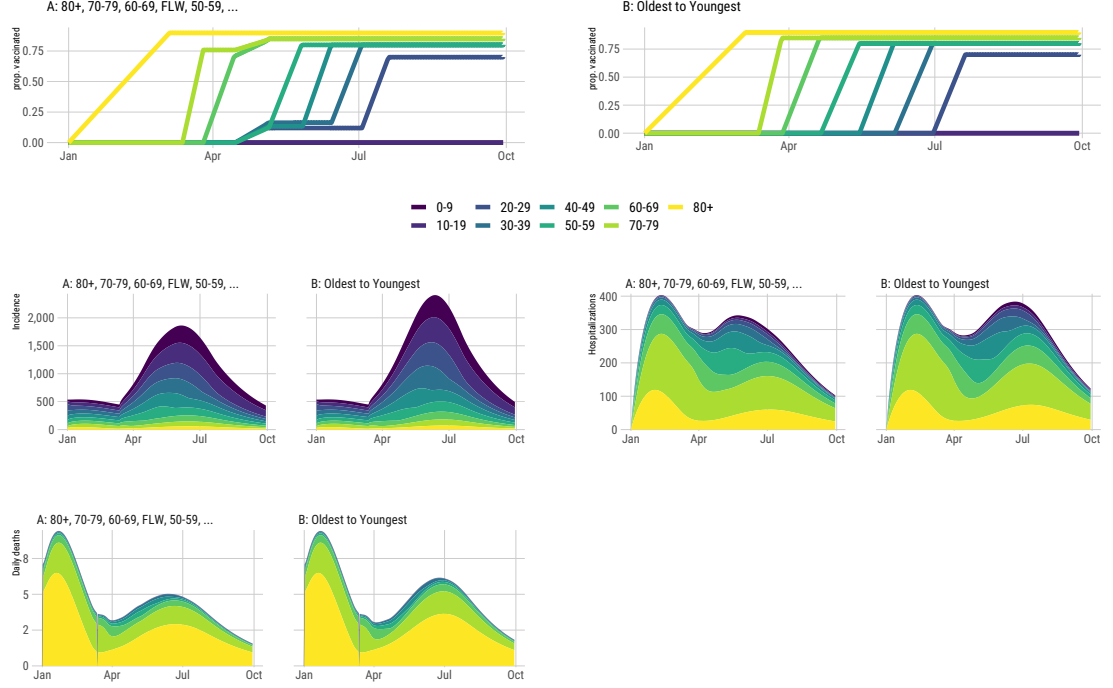 A: 80+, 70-79, 60-69, FLW, 50-59, ...
prop. vaccinated
0.75
0.50
0.25
0.00
Jan Apr Jul Oct
B: Oldest to Youngest
prop. vaccinated
0.75
0.50
0.25
0.00
Jan Apr Jul Oct
0-9 20-29 40-49 60-69 80+
10-19 30-39 50-59 70-79
A: 80+, 70-79, 60-69, FLW, 50-59, ...
B: Oldest to Youngest
Incidence
2,000
1,500
1,000
500
0
Jan Apr Jul Oct
Jan Apr Jul Oct
A: 80+, 70-79, 60-69, FLW, 50-59, ...
B: Oldest to Youngest
Hospitalizations
400
300
200
100
0
Jan Apr Jul Oct
Jan Apr Jul Oct
A: 80+, 70-79, 60-69, FLW, 50-59, ...
B: Oldest to Youngest
Daily deaths
8
5
2
0
Jan Apr Jul Oct
Jan Apr Jul Oct